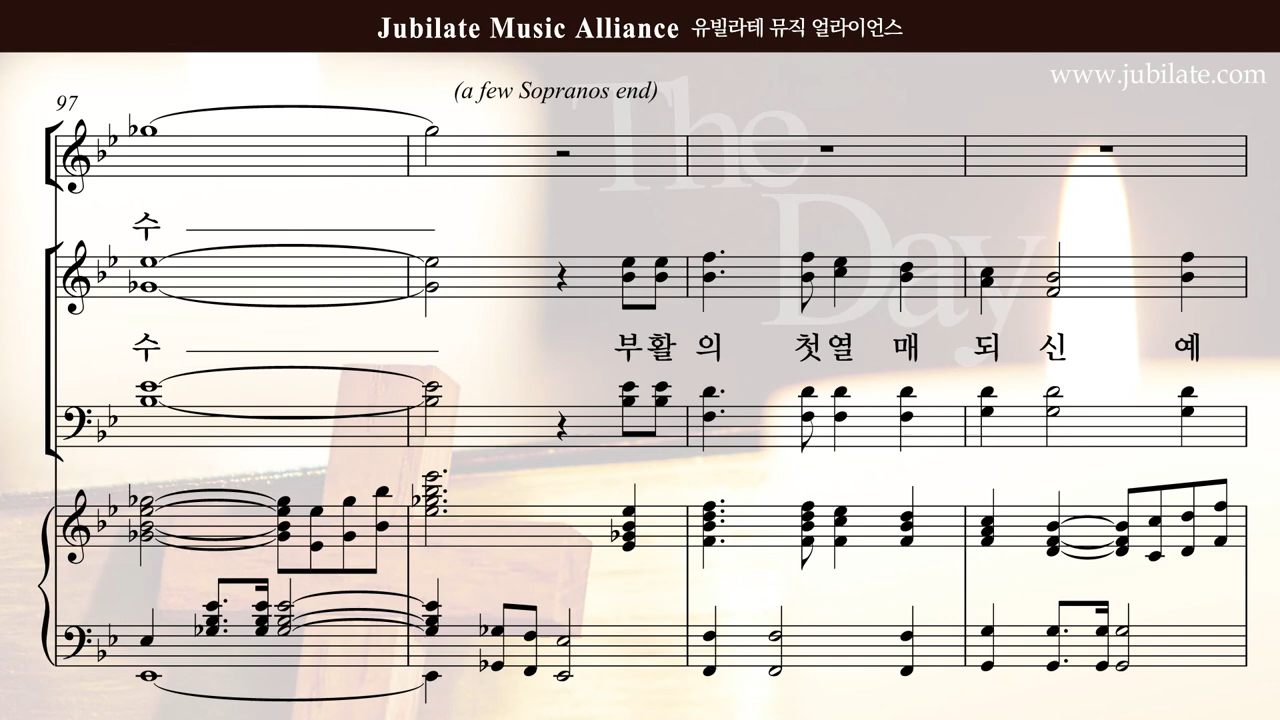 Jubilate Music Alliance 유빌라테 뮤직 얼라이언스
www.jubilate.com
The
Day
97
(a few Sopranos end)
수
수 부활 의 첫열 매 되 신 예